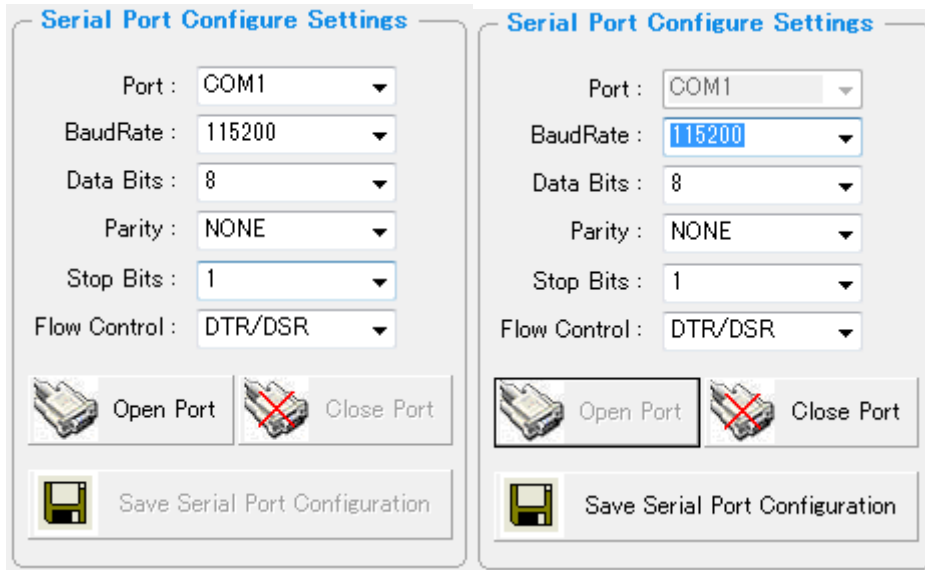 Serial Port Configure Settings
Port : COM1
BaudRate : 115200
Data Bits : 8
Parity : NONE
Stop Bits : 1
Flow Control : DTR/DSR
Open Port Close Port
Save Serial Port Configuration
Serial Port Configure Settings
Port : COM1
BaudRate : 115200
Data Bits : 8
Parity : NONE
Stop Bits : 1
Flow Control : DTR/DSR
Open Port Close Port
Save Serial Port Configuration